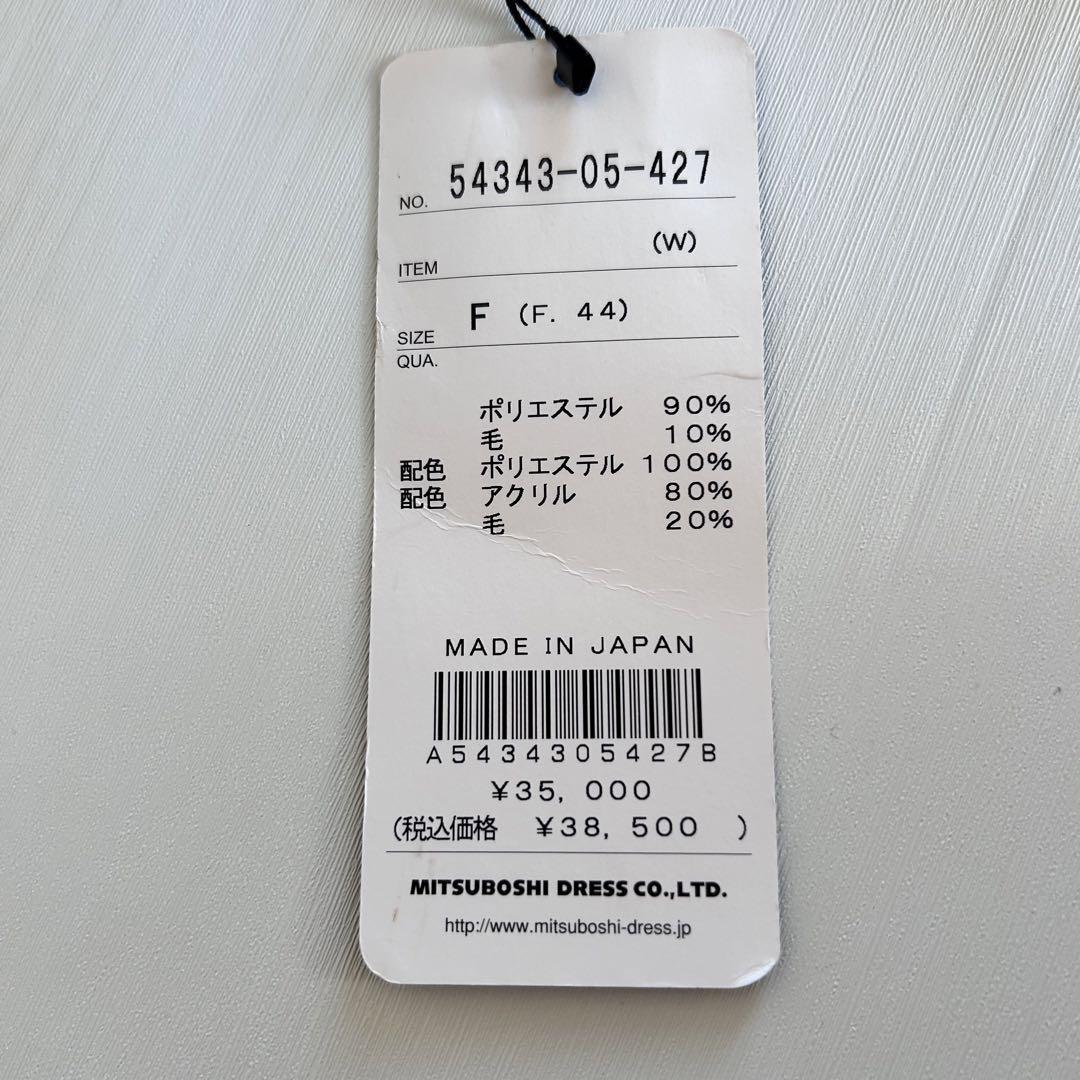 NO. 54343-05-427
ITEM (W)
SIZE F (F. 44)
QUA.
ポリエステル 90%
毛 10%
配色 ポリエステル 100%
配色 アクリル 80%
毛 20%
MADE IN JAPAN
A5434305427B
¥35, 000
(税込価格 ¥38, 500 )
MITSUBOSHI DRESS CO.,LTD.
http://www.mitsuboshi-dress.jp